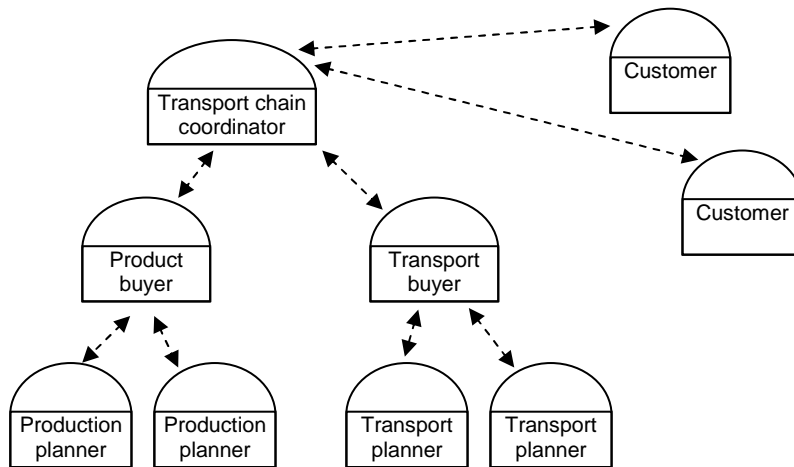 Customer
Transport chain
coordinator
Customer
Product
buyer
Transport
buyer
Production
planner
Production
planner
Transport
planner
Transport
planner